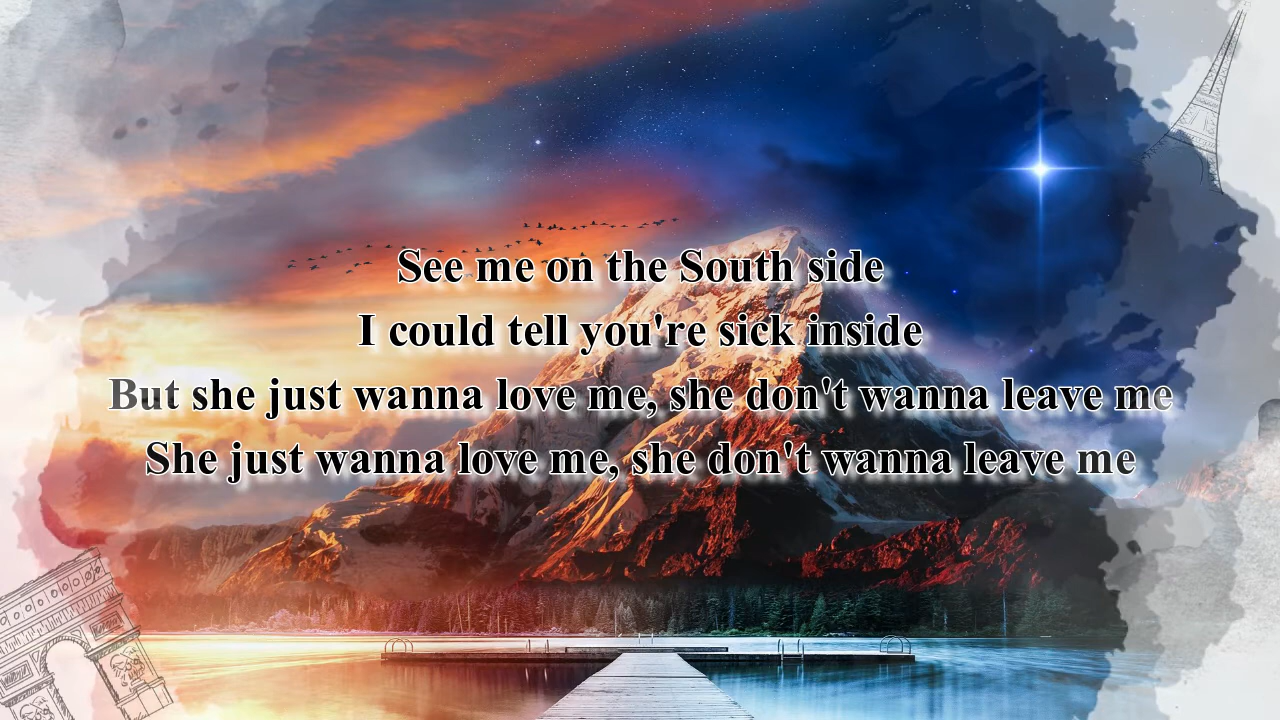 See me on the South side
I could tell you're sick inside
But she just wanna love me, she don't wanna leave me
She just wanna love me, she don't wanna leave me